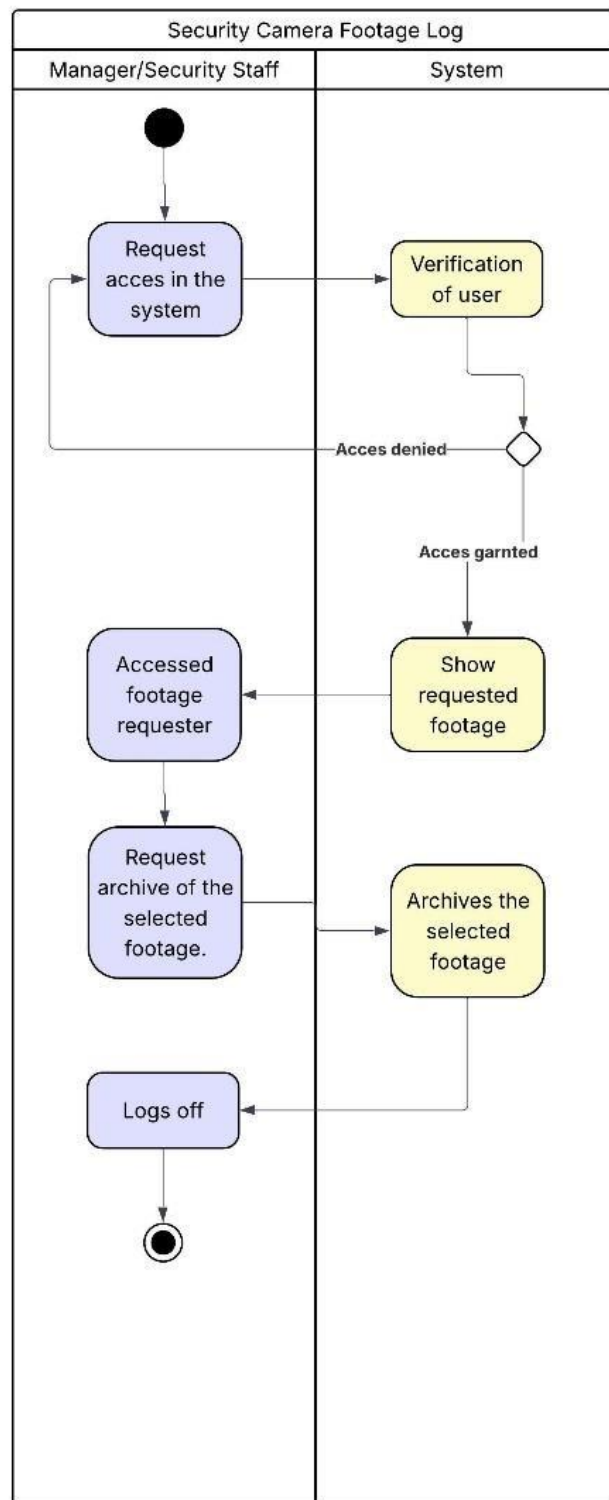 Security Camera Footage Log
Manager/Security Staff
System
Request
acces in the
system
Verification
of user
Acces denied
Acces garnted
Accessed
footage
requester
Show
requested
footage
Request
archive of the
selected
footage.
Archives the
selected
footage
Logs off